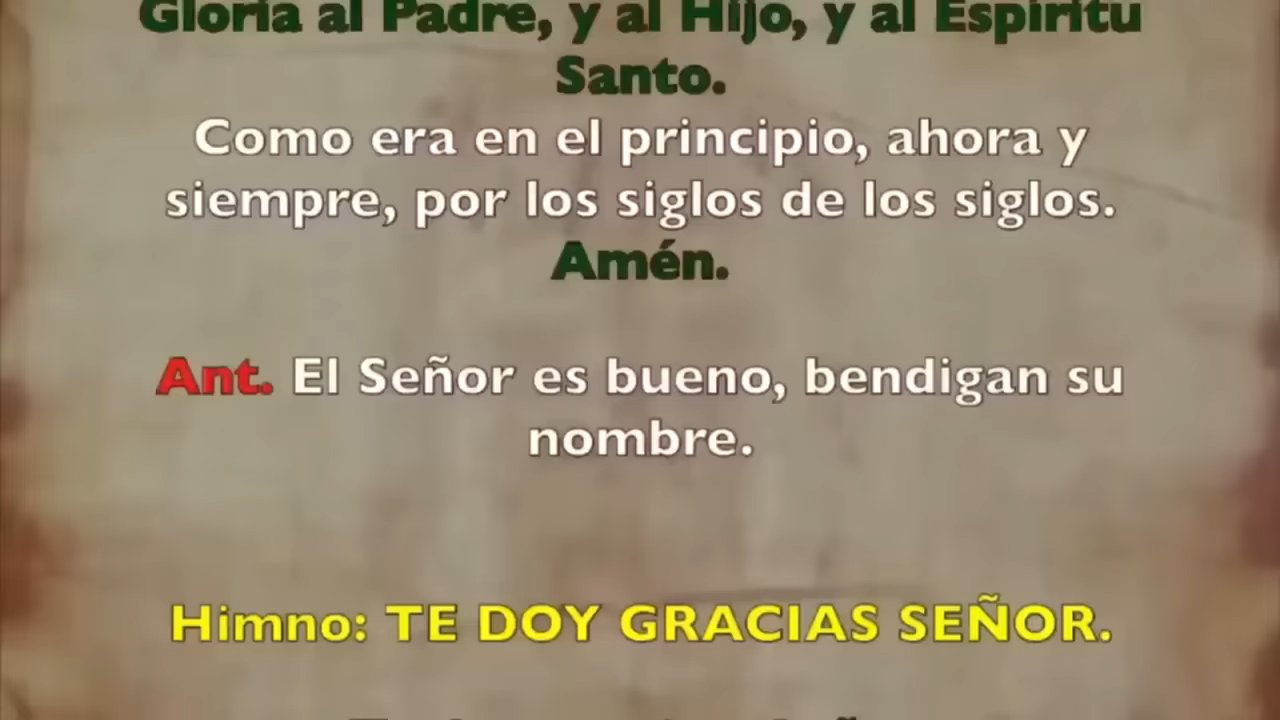 Gloria al Padre, y al Hijo, y al Espíritu
Santo.
Como era en el principio, ahora y
siempre, por los siglos de los siglos.
Amén.
Ant. El Señor es bueno, bendigan su
nombre.
Himno: TE DOY GRACIAS SEÑOR.